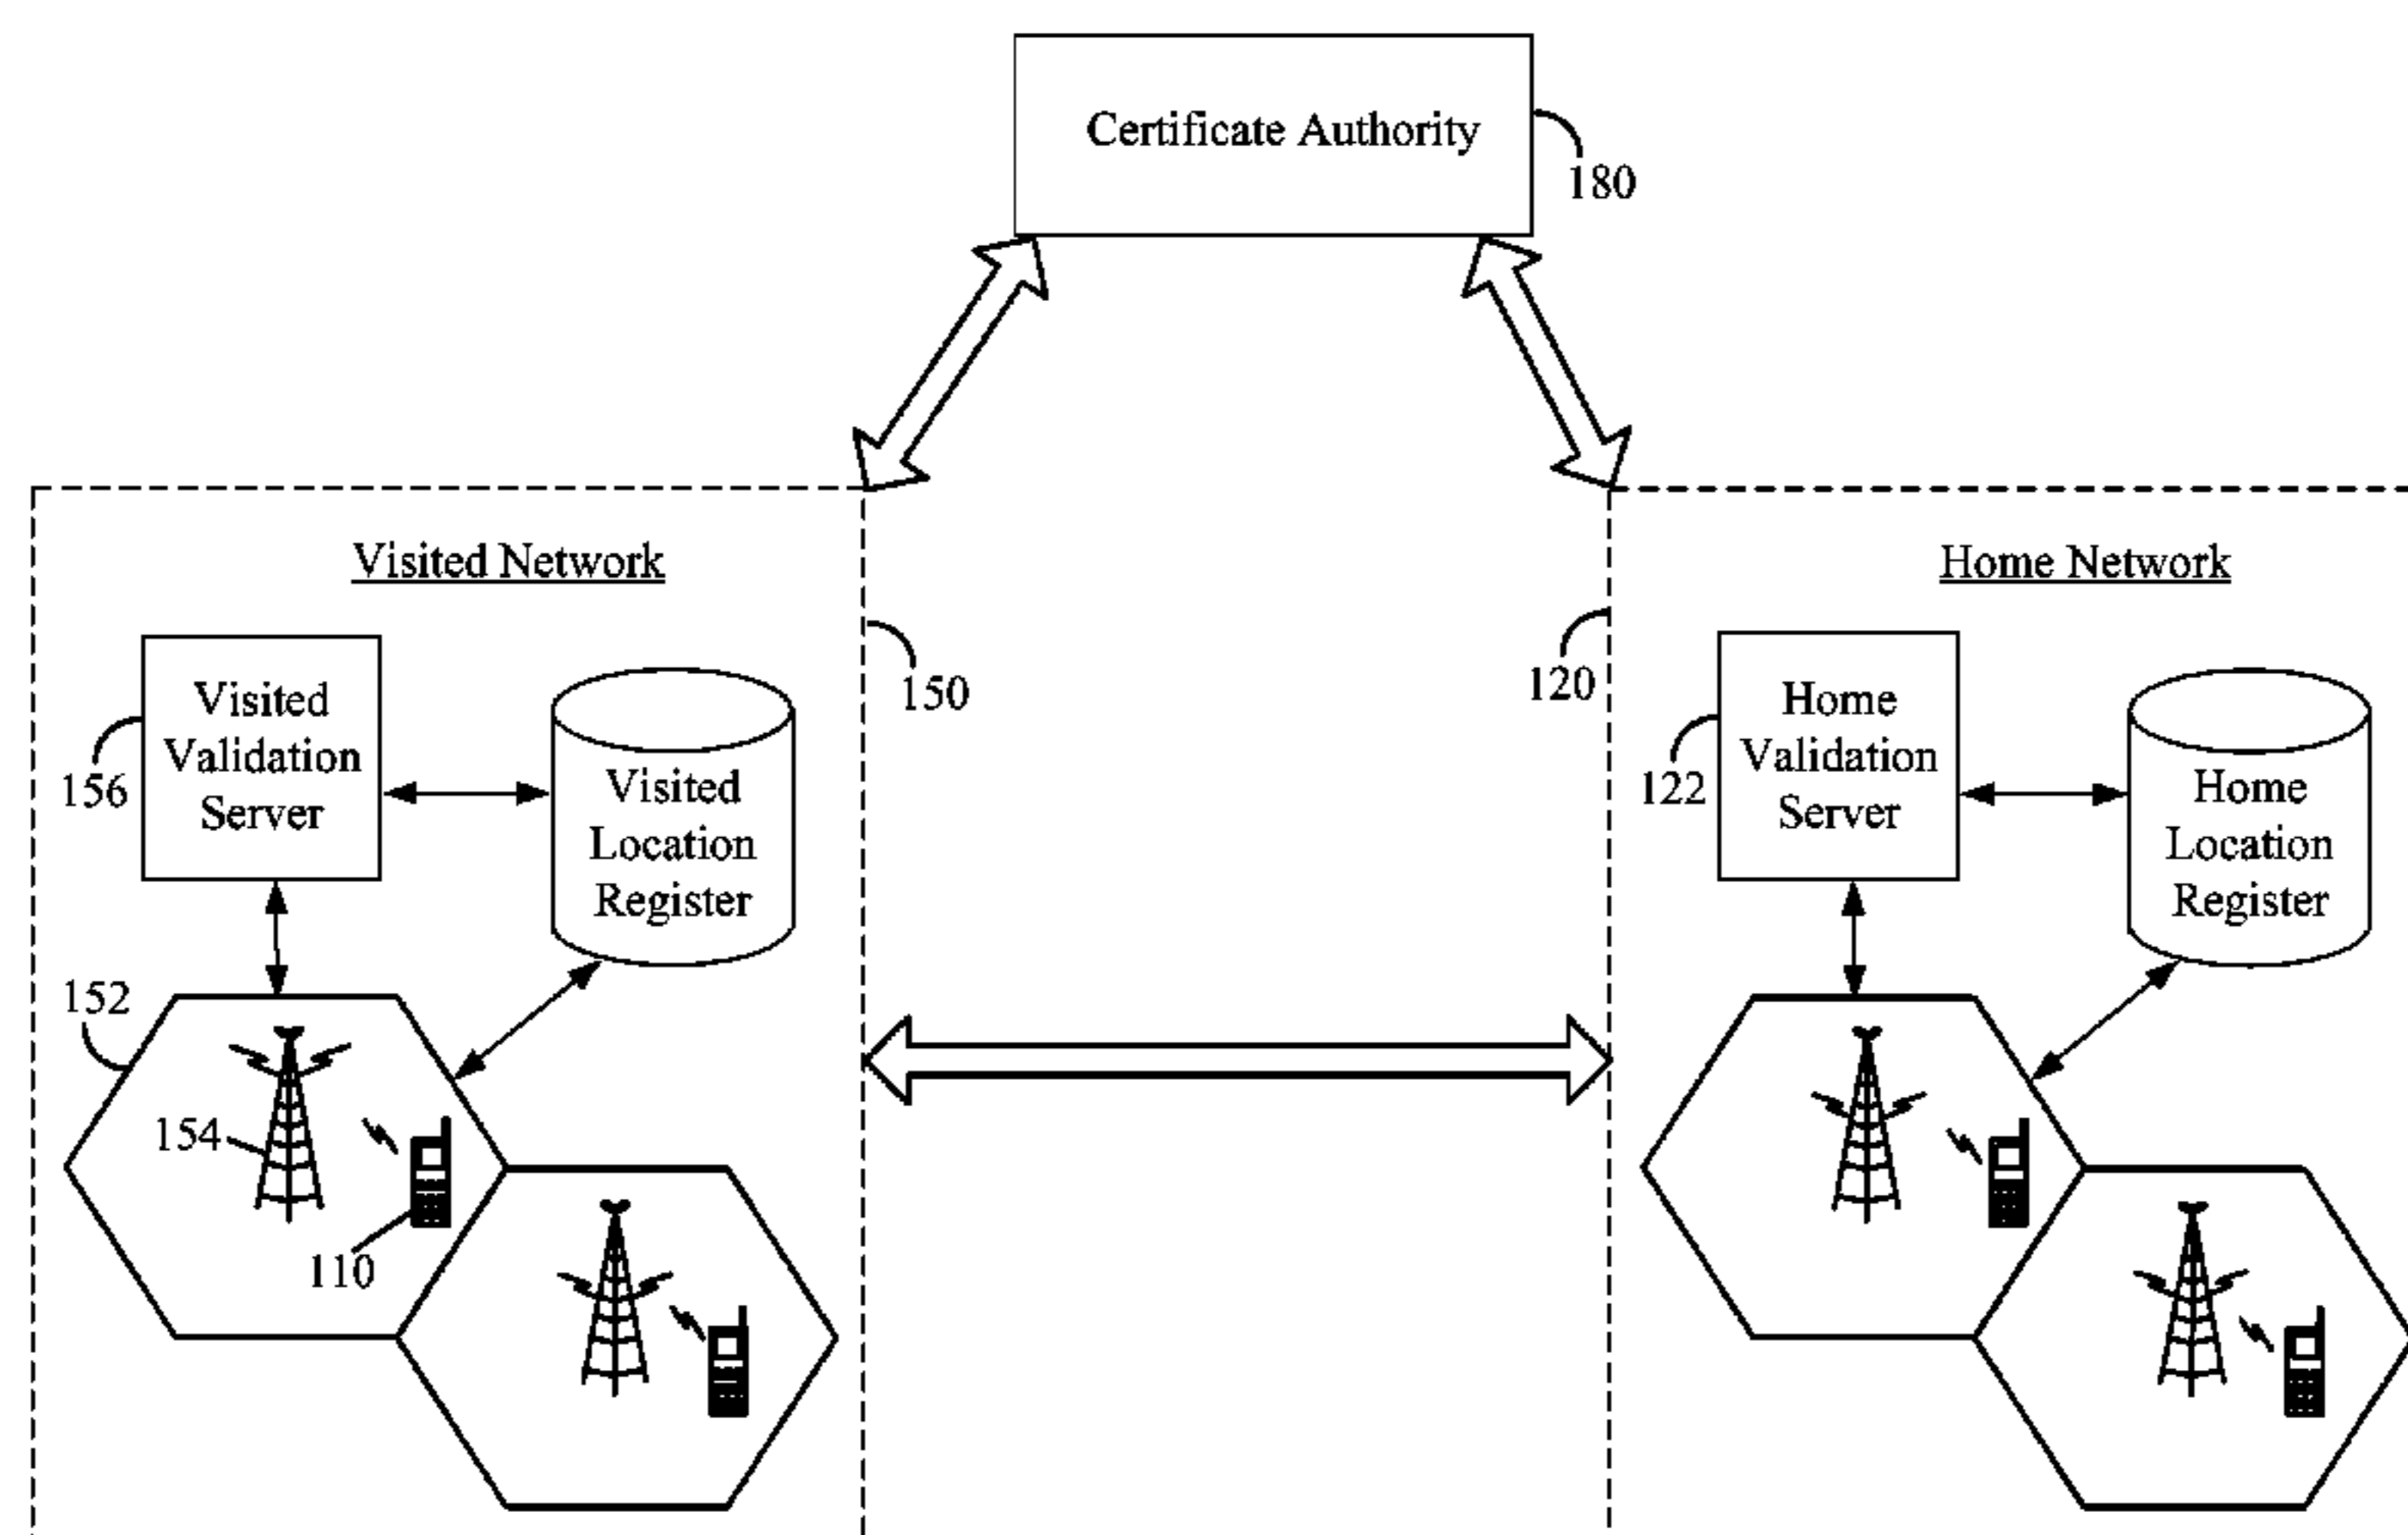 Certificate Authority
180
Visited Network
Home Network
150
120
Visited
Validation
Server
156
Visited
Location
Register
Home
Validation
Server
122
Home
Location
Register
152
154
110